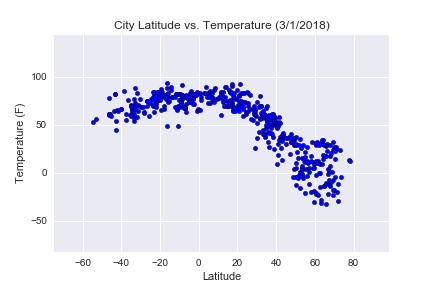 City Latitude vs. Temperature (3/1/2018)
Temperature (F)
100
50
0
−50
−60 −40 −20 0 20 40 60 80
Latitude